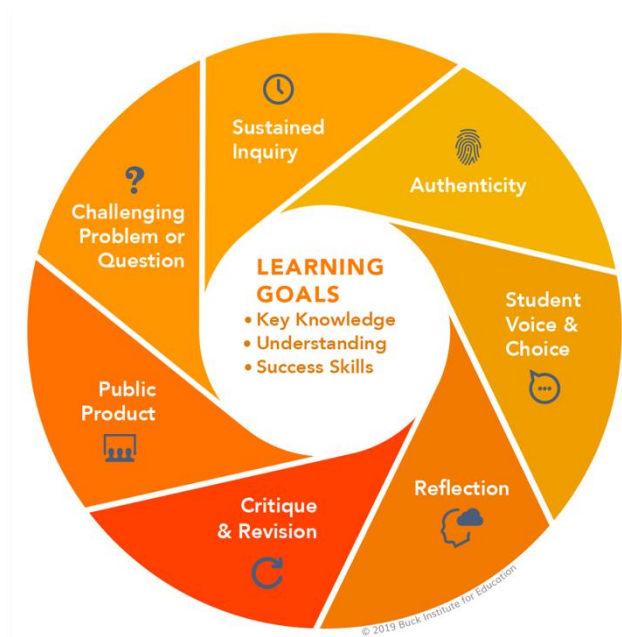 Sustained
Inquiry
Authenticity
?
Challenging
Problem or
Question
LEARNING
GOALS
• Key Knowledge
• Understanding
• Success Skills
Student
Voice &
Choice
Public
Product
Reflection
Critique
& Revision
© 2019 Buck Institute for Education